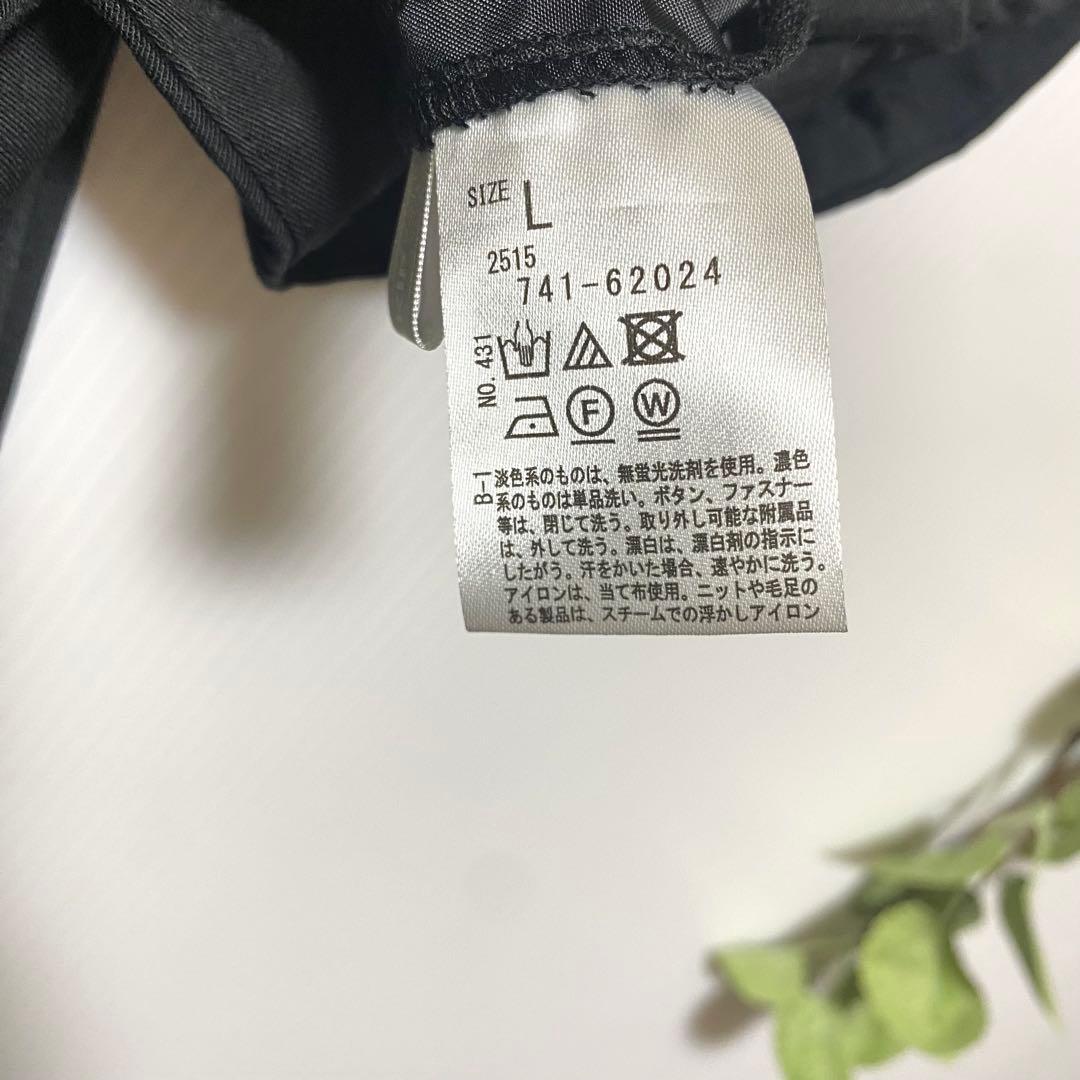 SIZE L
2515
741-62024
NO. 431
F W
B-1
淡色系のものは、無蛍光洗剤を使用。濃色
系のものは単品洗い。ボタン、ファスナー
等は、閉じて洗う。取り外し可能な附属品
は、外して洗う。漂白は、漂白剤の指示に
したがう。汗をかいた場合、速やかに洗う。
アイロンは、当て布使用。ニットや毛足の
ある製品は、スチームでの浮かしアイロン